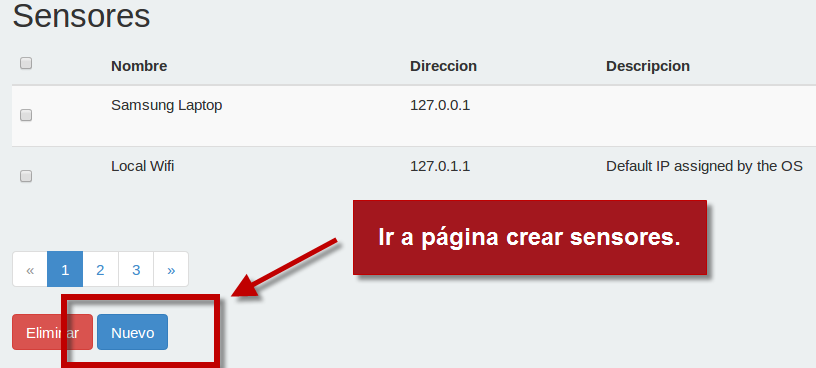 Sensores
Nombre Direccion Descripcion
Samsung Laptop 127.0.0.1
Local Wifi 127.0.1.1 Default IP assigned by the OS
Ir a página crear sensores.
« 1 2 3 »
Eliminar Nuevo